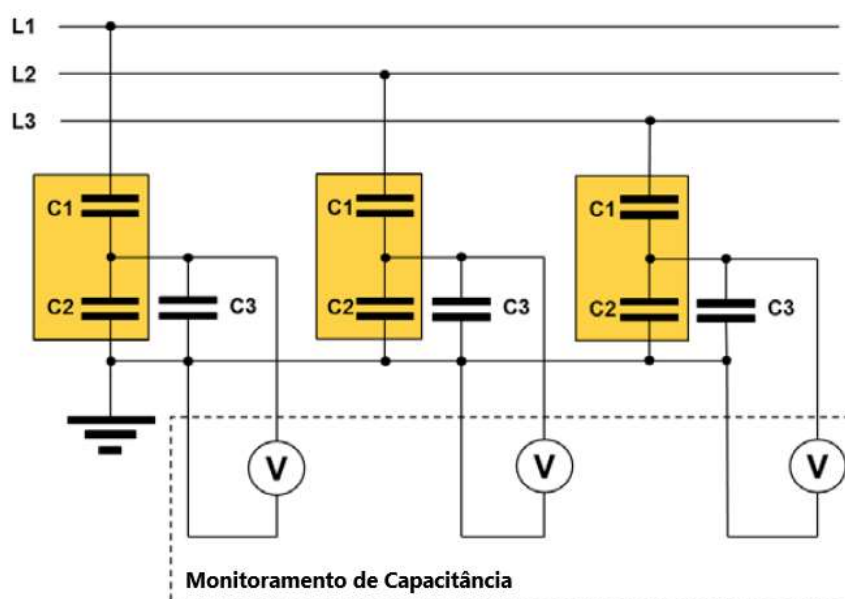 L1
L2
L3
C1
C1
C1
C2
C3
C2
C3
C2
C3
V
V
V
Monitoramento de Capacitância